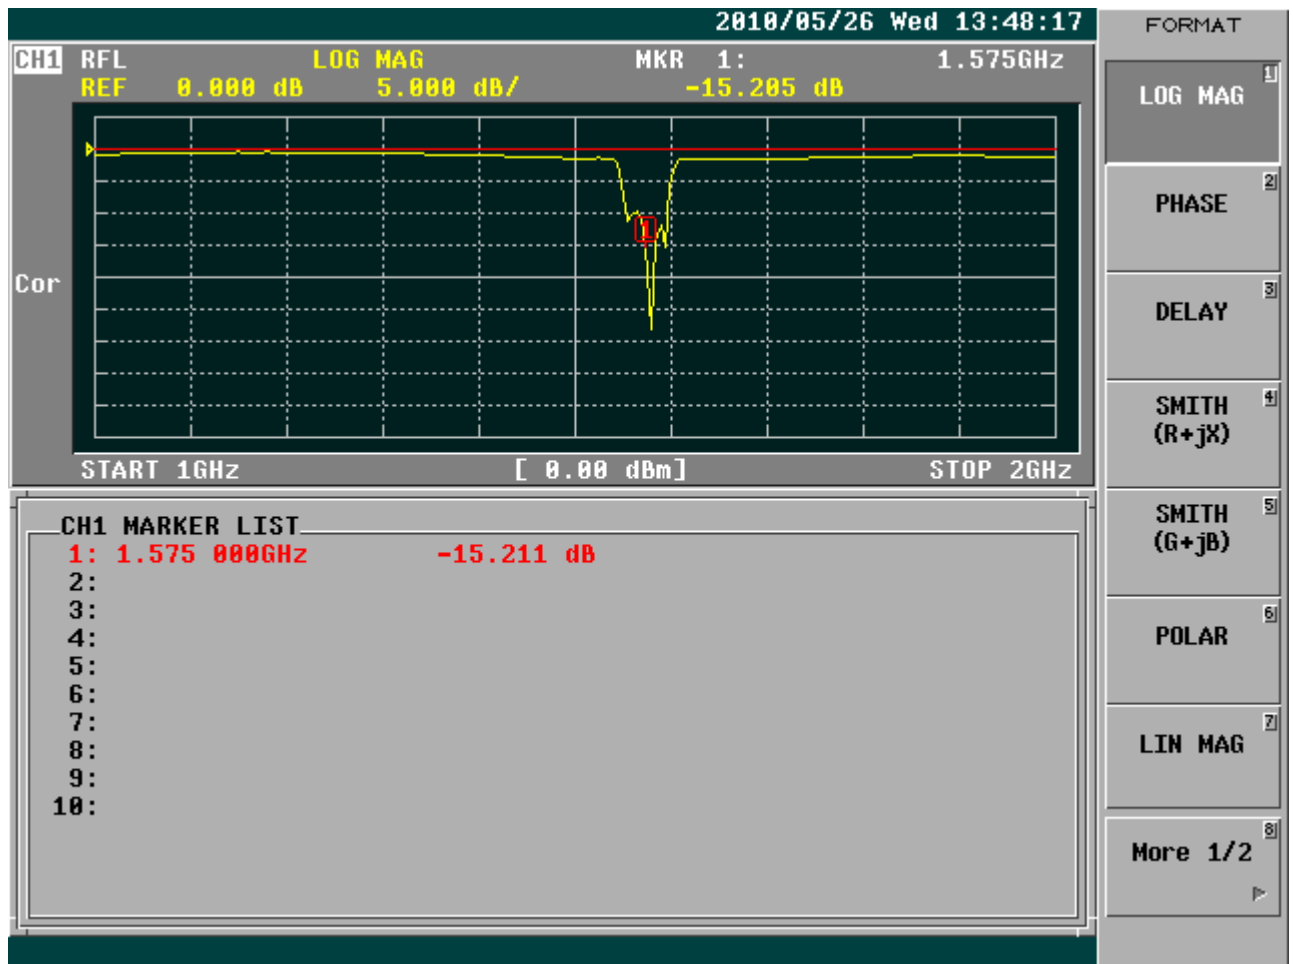 2010/05/26 Wed 13:48:17
CH1 RFL LOG MAG MKR 1: 1.575GHz
REF 0.000 dB 5.000 dB/ -15.205 dB
1
Cor
START 1GHz [ 0.00 dBm] STOP 2GHz
CH1 MARKER LIST
1: 1.575 000GHz -15.211 dB
2:
3:
4:
5:
6:
7:
8:
9:
10:
FORMAT
1
LOG MAG
2
PHASE
3
DELAY
4
SMITH
(R+jX)
5
SMITH
(G+jB)
6
POLAR
7
LIN MAG
8
More 1/2